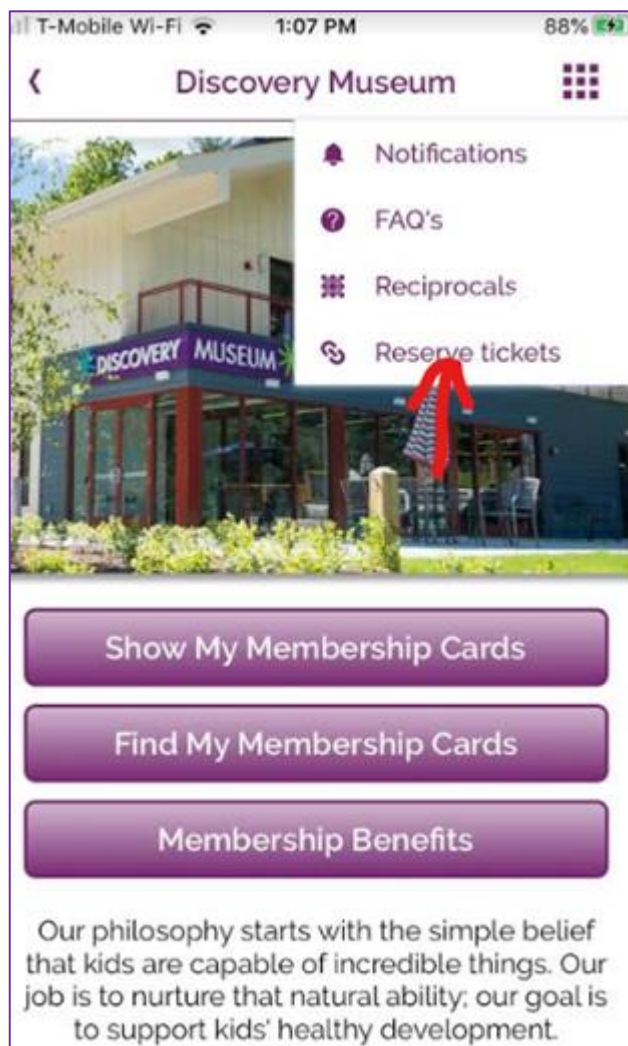 T-Mobile Wi-Fi 1:07 PM 88%
Discovery Museum
Notifications
FAQ's
Reciprocals
Reserve tickets
DISCOVERY MUSEUM
Show My Membership Cards
Find My Membership Cards
Membership Benefits
Our philosophy starts with the simple belief
that kids are capable of incredible things. Our
job is to nurture that natural ability; our goal is
to support kids' healthy development.